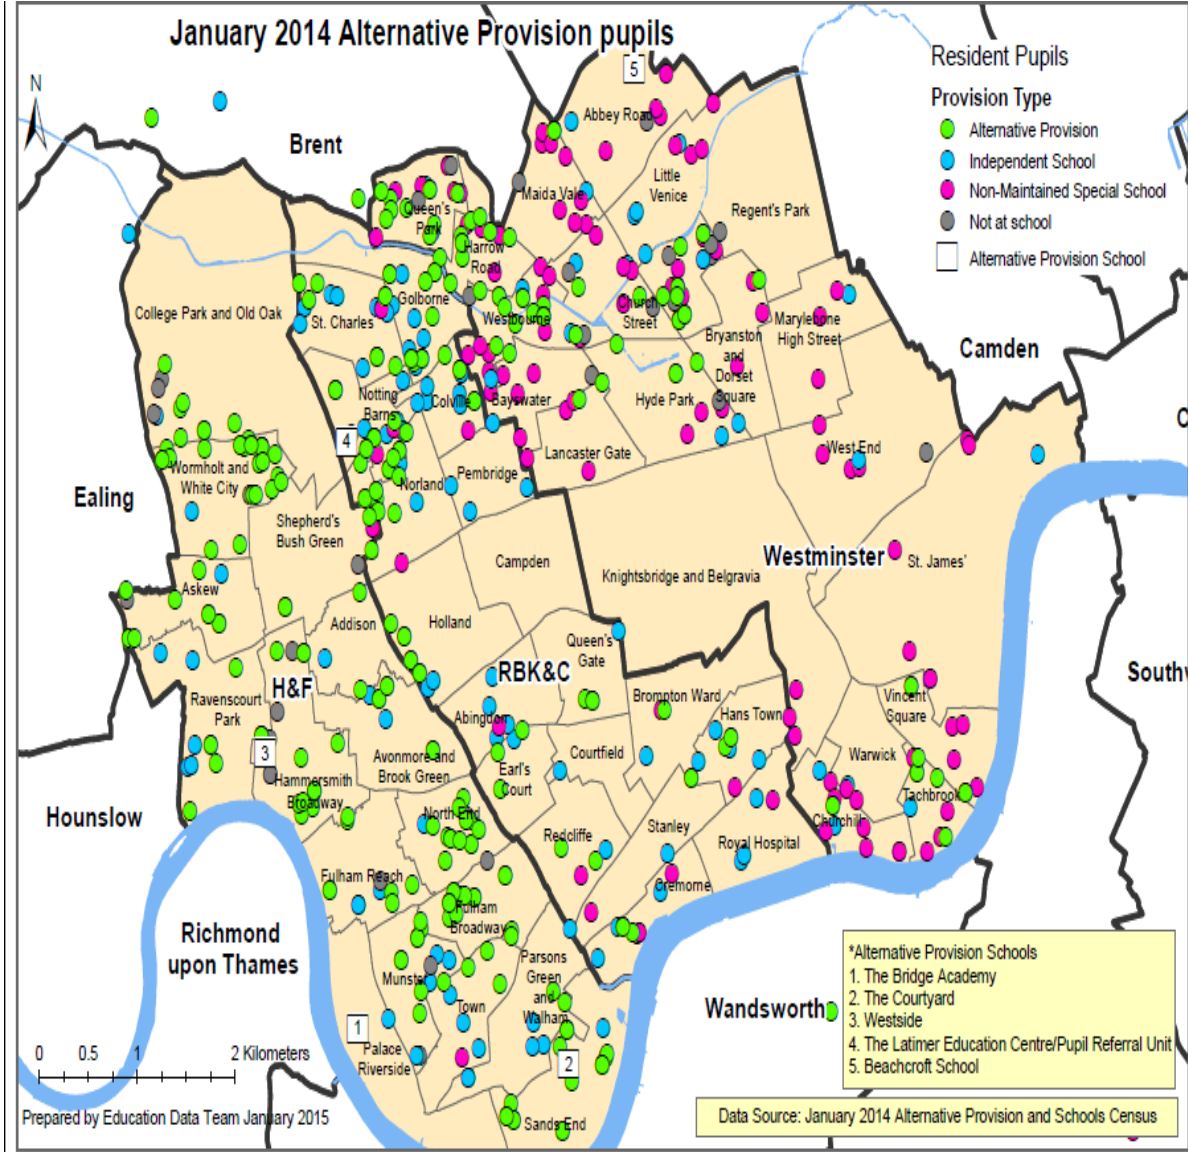 January 2014 Alternative Provision pupils
N
Resident Pupils
Provision Type
Alternative Provision
Independent School
Non-Maintained Special School
Not at school
Alternative Provision School
5
Abbey Road
Brent
Little
Venice
Maida Vale
Regent's Park
Queen's
Park
Harrow
Road
College Park and Old Oak
St. Charles
Golborne
Westbourne
Church
Street
Marylebone
High Street
Bryanston
and
Dorset
Square
Camden
C
Notting
Barns
Colville
Bayswater
Hyde Park
4
Lancaster Gate
West End
Wormholt and
White City
Norland
Pembridge
Ealing
Shepherd's
Bush Green
Campden
Knightsbridge and Belgravia
Westminster
St. James'
Askew
Addison
Holland
Queen's
Gate
RBK&C
H&F
Southw
Ravenscourt
Park
Brompton Ward
Vincent
Square
Abingdon
Hans Town
3
Avonmore and
Brook Green
Courtfield
Warwick
Earl's
Court
Hammersmith
Broadway
Tachbrook
Hounslow
North End
Churchill
Redcliffe
Stanley
Royal Hospital
Fulham Reach
Cremorne
Fulham
Broadway
Richmond
upon Thames
Parsons
Green
and
Walham
Munster
Town
Wandsworth
1
Palace
Riverside
2
Sands End
*Alternative Provision Schools
1. The Bridge Academy
2. The Courtyard
3. Westside
4. The Latimer Education Centre/Pupil Referral Unit
5. Beachcroft School
0 0.5 1 2 Kilometers
Prepared by Education Data Team January 2015
Data Source: January 2014 Alternative Provision and Schools Census